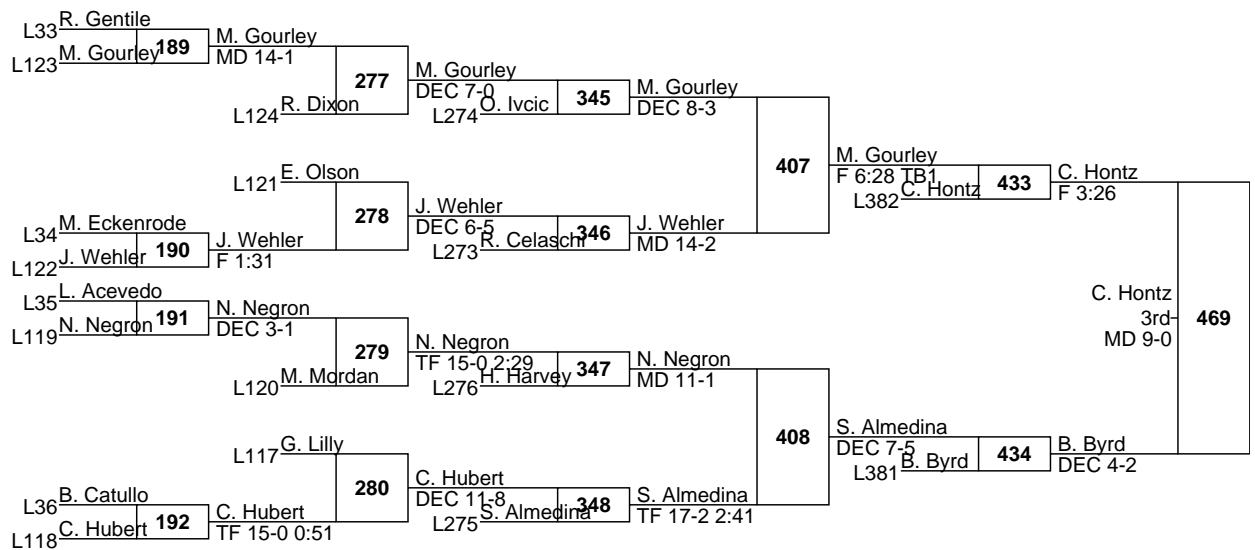 R. Gentile
L33
189
M. Gourley
L123
M. Gourley
MD 14-1
277
R. Dixon
L124
M. Gourley
DEC 7-0
O. Ivcic
L274
345
M. Gourley
DEC 8-3
407
E. Olson
L121
278
M. Eckenrode
L34
190
J. Wehler
L122
J. Wehler
F 1:31
J. Wehler
DEC 6-5
R. Celaschi
L273
346
J. Wehler
MD 14-2
M. Gourley
F 6:28 TB1
C. Hontz
L382
433
C. Hontz
F 3:26
L. Acevedo
L35
191
N. Negron
L119
N. Negron
DEC 3-1
279
M. Mordan
L120
N. Negron
TF 15-0 2:29
H. Harvey
L276
347
N. Negron
MD 11-1
408
G. Lilly
L117
280
B. Catullo
L36
192
C. Hubert
L118
C. Hubert
TF 15-0 0:51
C. Hubert
DEC 11-8
S. Almedina
L275
348
S. Almedina
TF 17-2 2:41
S. Almedina
DEC 7-5
B. Byrd
L381
434
B. Byrd
DEC 4-2
C. Hontz
3rd
MD 9-0
469